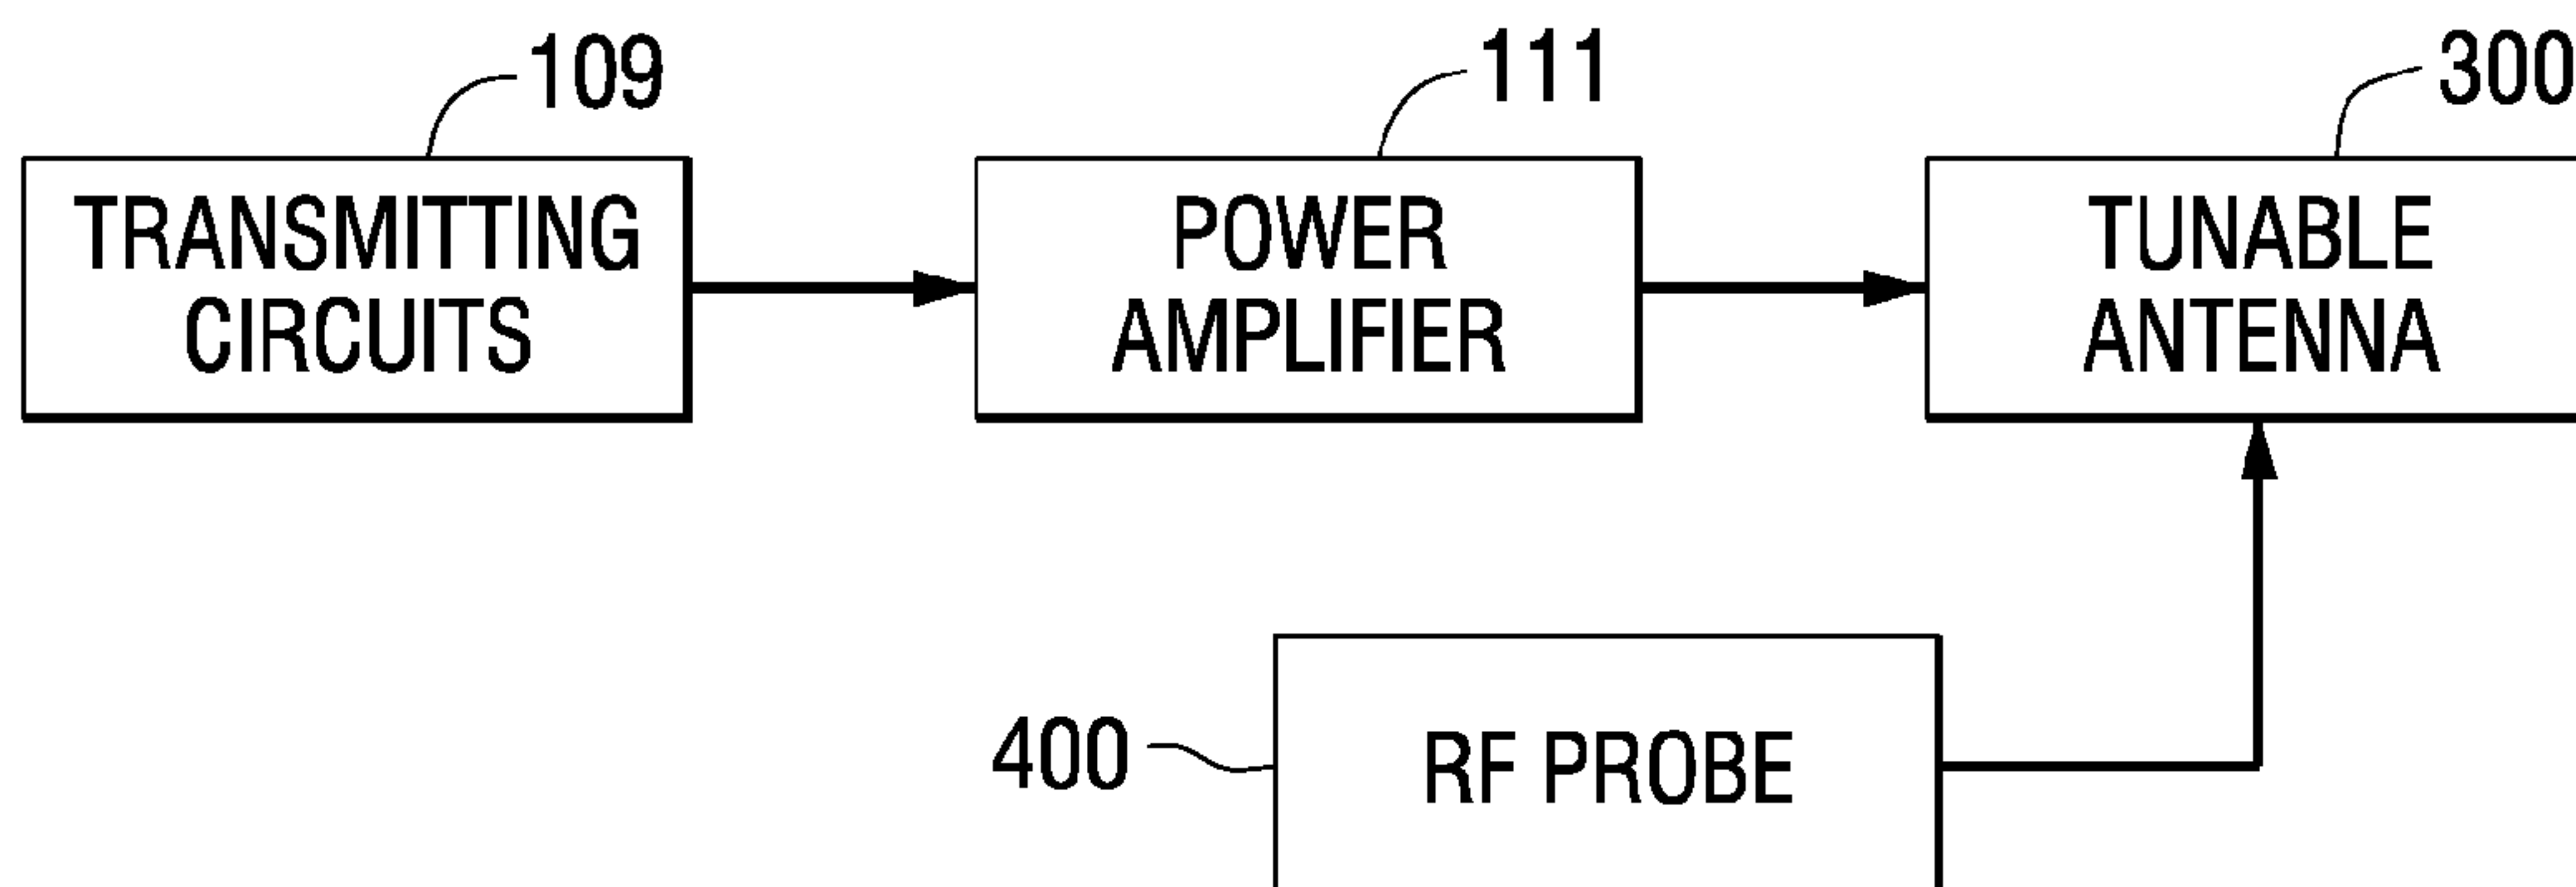 109
111
300
TRANSMITTING
CIRCUITS
POWER
AMPLIFIER
TUNABLE
ANTENNA
400
RF PROBE